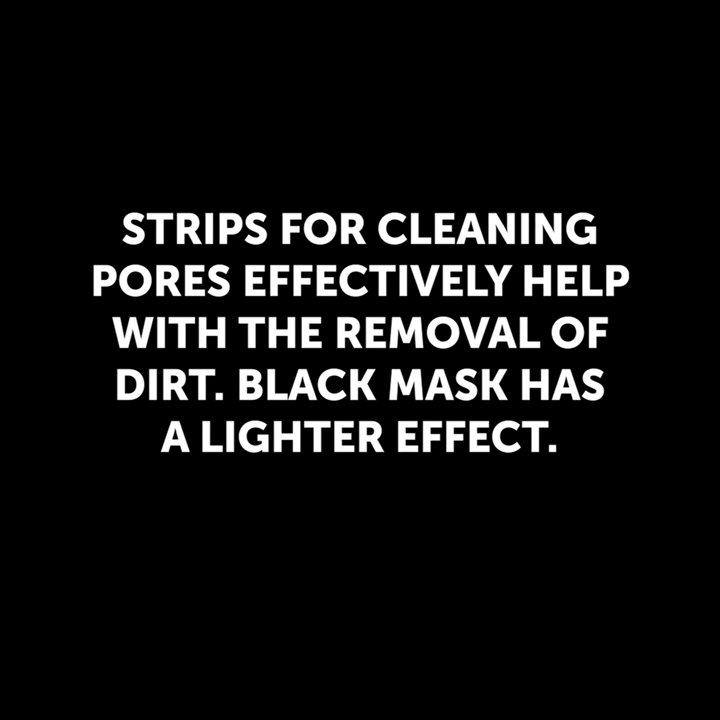 STRIPS FOR CLEANING
PORES EFFECTIVELY HELP
WITH THE REMOVAL OF
DIRT. BLACK MASK HAS
A LIGHTER EFFECT.